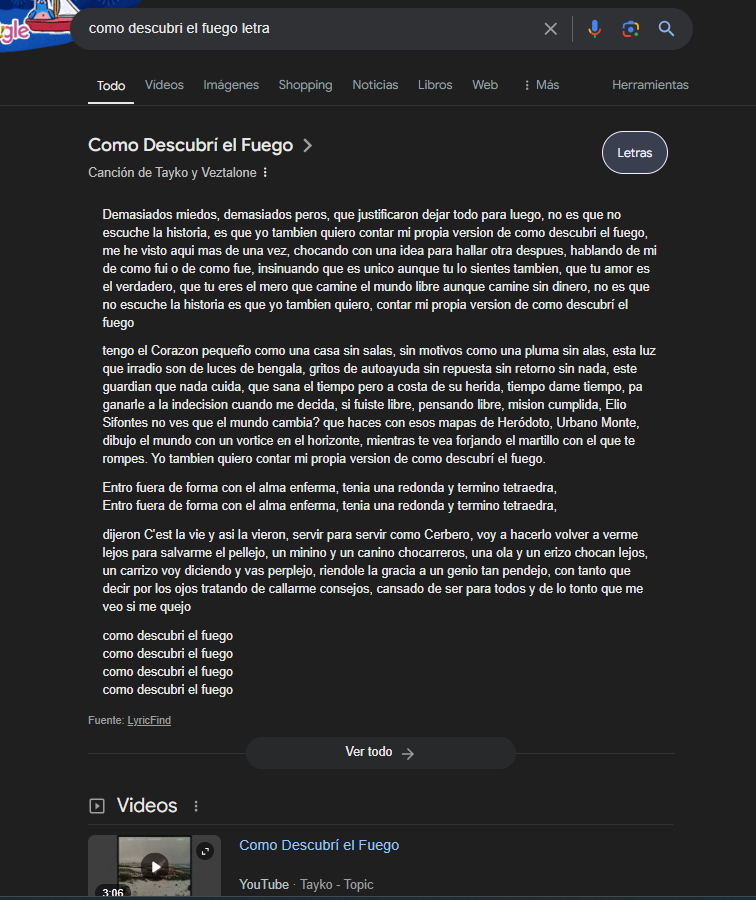 gle
como descubri el fuego letra
Todo
Videos
Imágenes
Shopping
Noticias
Libros
Web
Más
Herramientas
Como Descubrí el Fuego
Letras
Canción de Tayko y Veztalone
Demasiados miedos, demasiados peros, que justificaron dejar todo para luego, no es que no
escuche la historia, es que yo tambien quiero contar mi propia version de como descubri el fuego,
me he visto aqui mas de una vez, chocando con una idea para hallar otra despues, hablando de mi
de como fui o de como fue, insinuando que es unico aunque tu lo sientes tambien, que tu amor es
el verdadero, que tu eres el mero que camine el mundo libre aunque camine sin dinero, no es que
no escuche la historia es que yo tambien quiero, contar mi propia version de como descubrí el
fuego
tengo el Corazon pequeño como una casa sin salas, sin motivos como una pluma sin alas, esta luz
que irradio son de luces de bengala, gritos de autoayuda sin repuesta sin retorno sin nada, este
guardian que nada cuida, que sana el tiempo pero a costa de su herida, tiempo dame tiempo, pa
ganarle a la indecision cuando me decida, si fuiste libre, pensando libre, mision cumplida, Elio
Sifontes no ves que el mundo cambia? que haces con esos mapas de Heródoto, Urbano Monte,
dibujo el mundo con un vortice en el horizonte, mientras te vea forjando el martillo con el que te
rompes. Yo tambien quiero contar mi propia version de como descubrí el fuego.
Entro fuera de forma con el alma enferma, tenia una redonda y termino tetraedra,
Entro fuera de forma con el alma enferma, tenia una redonda y termino tetraedra,
dijeron C'est la vie y asi la vieron, servir para servir como Cerbero, voy a hacerlo volver a verme
lejos para salvarme el pellejo, un minino y un canino chocarreros, una ola y un erizo chocan lejos,
un carrizo voy diciendo y vas perplejo, riendole la gracia a un genio tan pendejo, con tanto que
decir por los ojos tratando de callarme consejos, cansado de ser para todos y de lo tonto que me
veo si me quejo
como descubri el fuego
como descubri el fuego
como descubri el fuego
como descubri el fuego
Fuente: LyricFind
Ver todo
Videos
Como Descubrí el Fuego
YouTube · Tayko - Topic
3:06